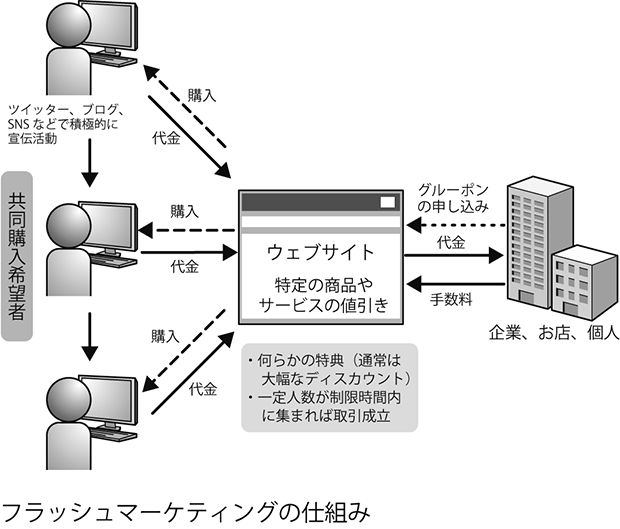 購入
ツイッター、ブログ、
SNSなどで積極的に
宣伝活動
代金
共同購入希望者
購入
代金
ウェブサイト
特定の商品や
サービスの値引き
グルーポン
の申し込み
代金
手数料
企業、お店、個人
購入
代金
・何らかの特典（通常は
大幅なディスカウント）
・一定人数が制限時間内
に集まれば取引成立
フラッシュマーケティングの仕組み